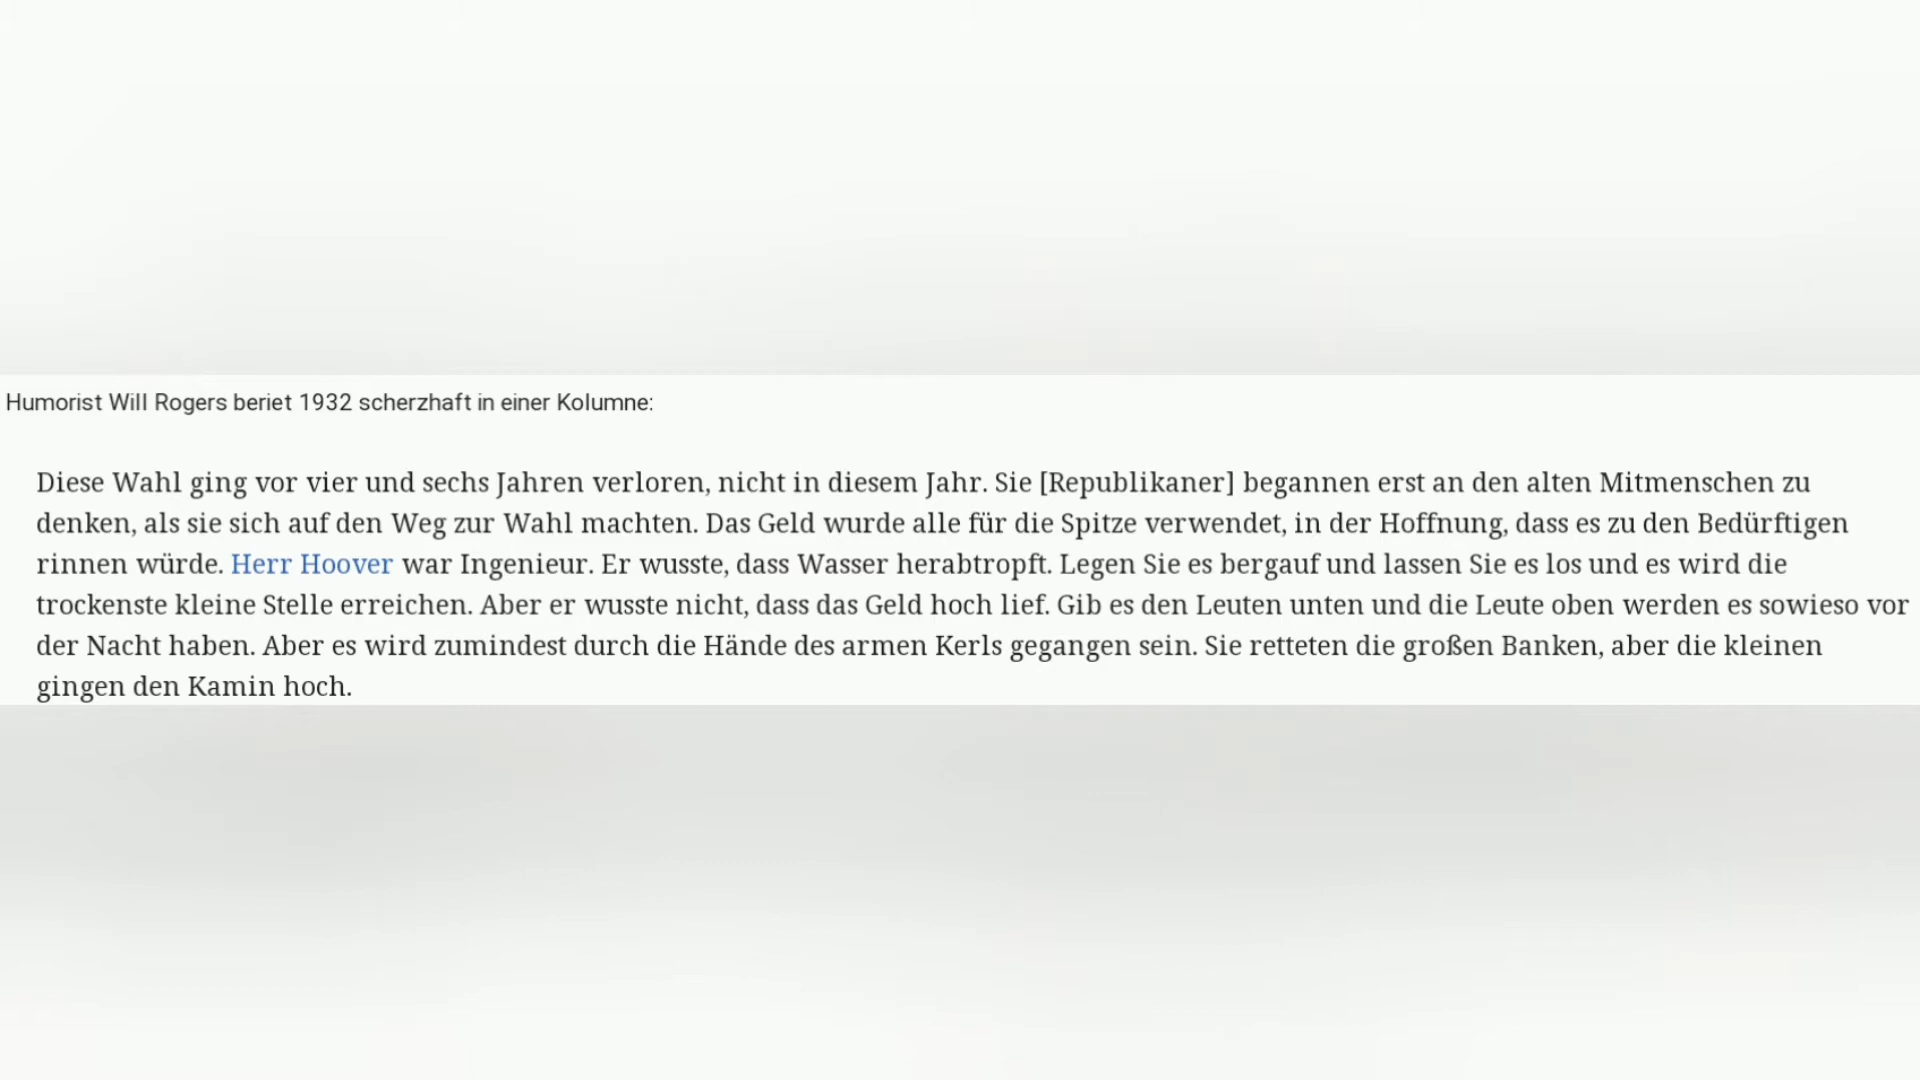 Humorist Will Rogers beriet 1932 scherzhaft in einer Kolumne:
Diese Wahl ging vor vier und sechs Jahren verloren, nicht in diesem Jahr. Sie [Republikaner] begannen erst an den alten Mitmenschen zu
denken, als sie sich auf den Weg zur Wahl machten. Das Geld wurde alle für die Spitze verwendet, in der Hoffnung, dass es zu den Bedürftigen
rinnen würde. Herr Hoover war Ingenieur. Er wusste, dass Wasser herabtropft. Legen Sie es bergauf und lassen Sie es los und es wird die
trockenste kleine Stelle erreichen. Aber er wusste nicht, dass das Geld hoch lief. Gib es den Leuten unten und die Leute oben werden es sowieso vor
der Nacht haben. Aber es wird zumindest durch die Hände des armen Kerls gegangen sein. Sie retteten die großen Banken, aber die kleinen
gingen den Kamin hoch.